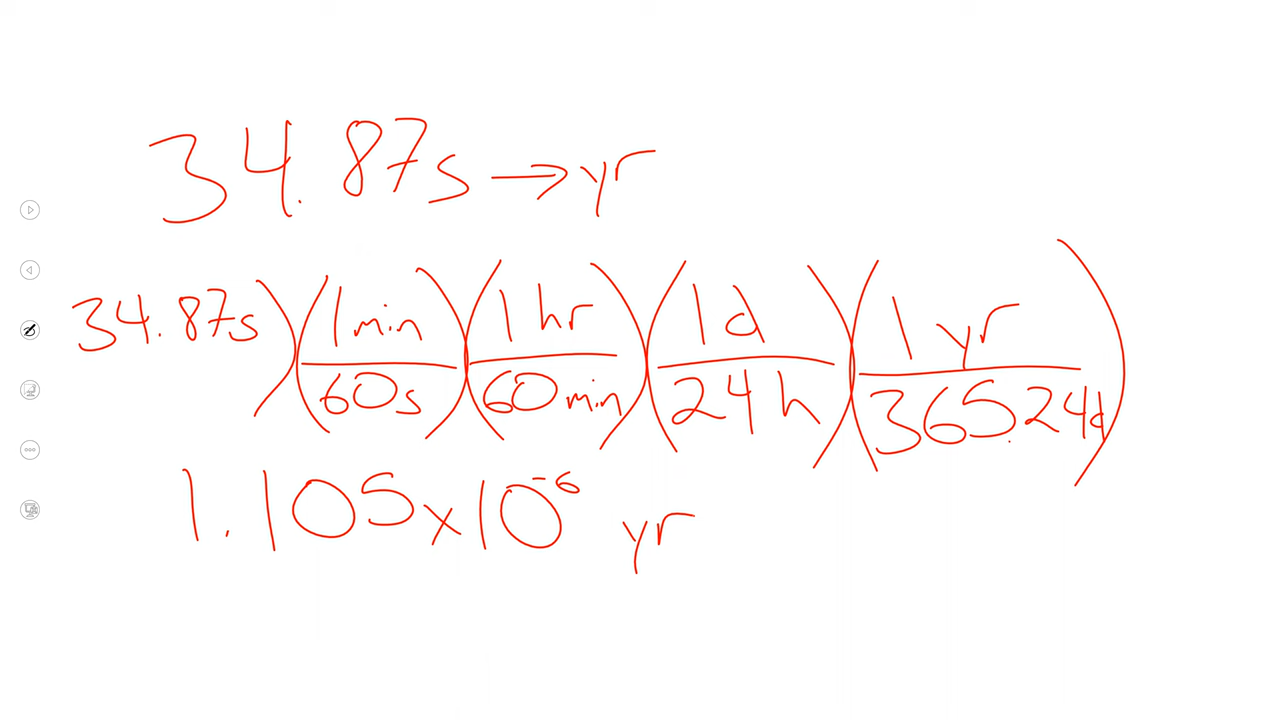 34.87s → yr
34.87s) (1 min / 60s) (1 hr / 60 min) (1 d / 24 h) (1 yr / 365.24d)
1.105 x 10⁻⁶ yr